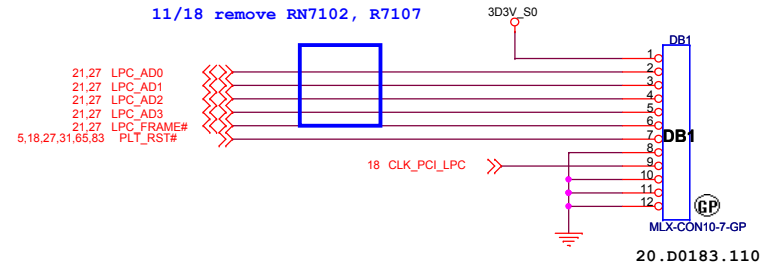 11/18 remove RN7102, R7107
3D3V_S0
DB1
1
21,27 LPC_AD0 2
21,27 LPC_AD1 3
21,27 LPC_AD2 4
21,27 LPC_AD3 5
21,27 LPC_FRAME# 6
5,18,27,31,65,83 PLT_RST# 7
DB1
8
18 CLK_PCI_LPC 9
10
11
12
GP
MLX-CON10-7-GP
20.D0183.110